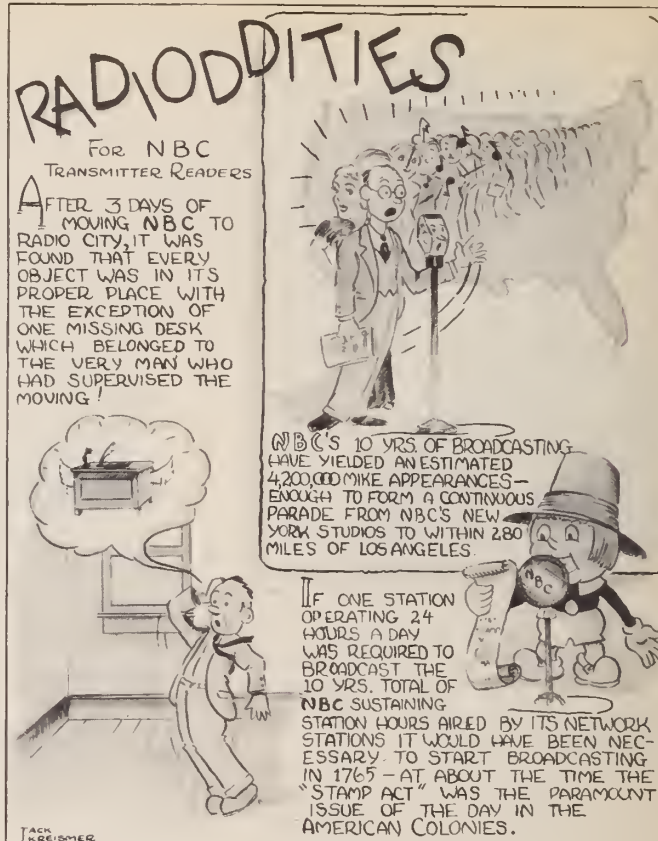 RADIODDITIES
FOR NBC
TRANSMITTER READERS
AFTER 3 DAYS OF
MOVING NBC TO
RADIO CITY, IT WAS
FOUND THAT EVERY
OBJECT WAS IN ITS
PROPER PLACE WITH
THE EXCEPTION OF
ONE MISSING DESK
WHICH BELONGED TO
THE VERY MAN WHO
HAD SUPERVISED THE
MOVING!
NBC'S 10 YRS. OF BROADCASTING
HAVE YIELDED AN ESTIMATED
4,200,000 MIKE APPEARANCES—
ENOUGH TO FORM A CONTINUOUS
PARADE FROM NBC'S NEW
YORK STUDIOS TO WITHIN 280
MILES OF LOS ANGELES.
NBC
IF ONE STATION
OPERATING 24
HOURS A DAY
WAS REQUIRED TO
BROADCAST THE
10 YRS. TOTAL OF
NBC SUSTAINING
STATION HOURS AIRED BY ITS NETWORK
STATIONS IT WOULD HAVE BEEN NEC-
ESSARY TO START BROADCASTING
IN 1765 – AT ABOUT THE TIME THE
"STAMP ACT" WAS THE PARAMOUNT
ISSUE OF THE DAY IN THE
AMERICAN COLONIES.
JACK
KREISMER